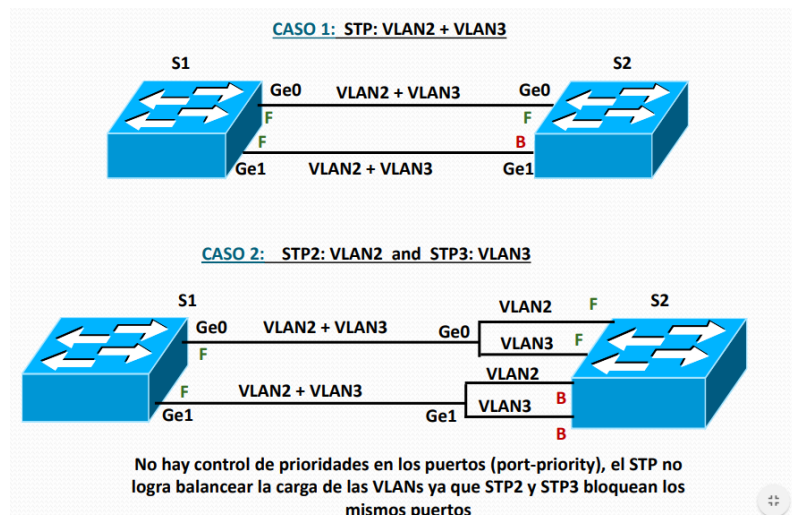 CASO 1: STP: VLAN2 + VLAN3
S1
S2
Ge0
VLAN2 + VLAN3
Ge0
F
F
F
B
Ge1
VLAN2 + VLAN3
Ge1
CASO 2: STP2: VLAN2 and STP3: VLAN3
S1
VLAN2
F
S2
Ge0
VLAN2 + VLAN3
Ge0
F
VLAN3
F
VLAN2
F
VLAN2 + VLAN3
B
Ge1
Ge1
VLAN3
B
No hay control de prioridades en los puertos (port-priority), el STP no
logra balancear la carga de las VLANs ya que STP2 y STP3 bloquean los
mismos puertos